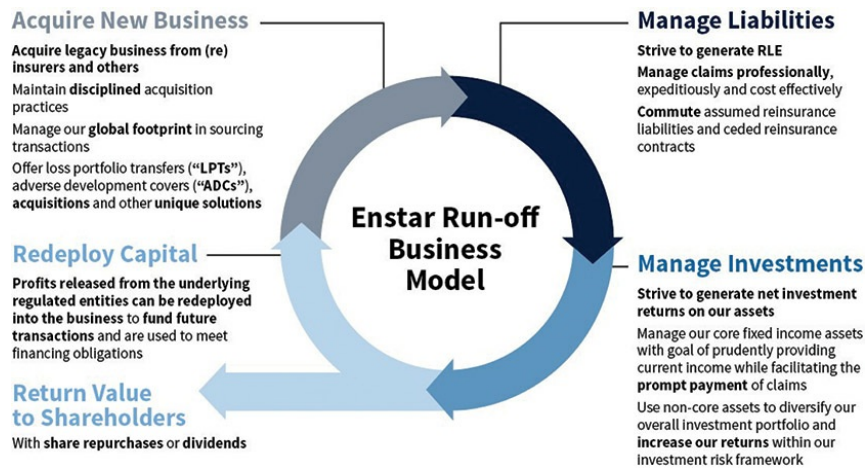 Acquire New Business
Acquire legacy business from (re)
insurers and others
Maintain disciplined acquisition
practices
Manage our global footprint in sourcing
transactions
Offer loss portfolio transfers (“LPTs”),
adverse development covers (“ADCs”),
acquisitions and other unique solutions
Manage Liabilities
Strive to generate RLE
Manage claims professionally,
expeditiously and cost effectively
Commute assumed reinsurance
liabilities and ceded reinsurance
contracts
Enstar Run-off
Business
Model
Redeploy Capital
Profits released from the underlying
regulated entities can be redeployed
into the business to fund future
transactions and are used to meet
financing obligations
Manage Investments
Strive to generate net investment
returns on our assets
Manage our core fixed income assets
with goal of prudently providing
current income while facilitating the
prompt payment of claims
Use non-core assets to diversify our
overall investment portfolio and
increase our returns within our
investment risk framework
Return Value
to Shareholders
With share repurchases or dividends